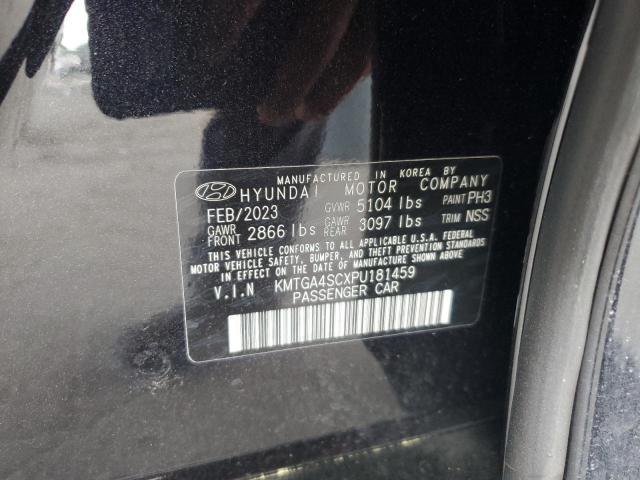 MANUFACTURED IN KOREA BY
HYUNDAI MOTOR COMPANY
FEB/2023 GVWR 5104 lbs PAINT PH3
GAWR FRONT 2866 lbs GAWR REAR 3097 lbs TRIM NSS
THIS VEHICLE CONFORMS TO ALL APPLICABLE U.S.A. FEDERAL
MOTOR VEHICLE SAFETY, BUMPER, AND THEFT PREVENTION STANDARDS
IN EFFECT ON THE DATE OF MANUFACTURE SHOWN ABOVE.
V.I.N KMTGA4SCXPU181459
PASSENGER CAR